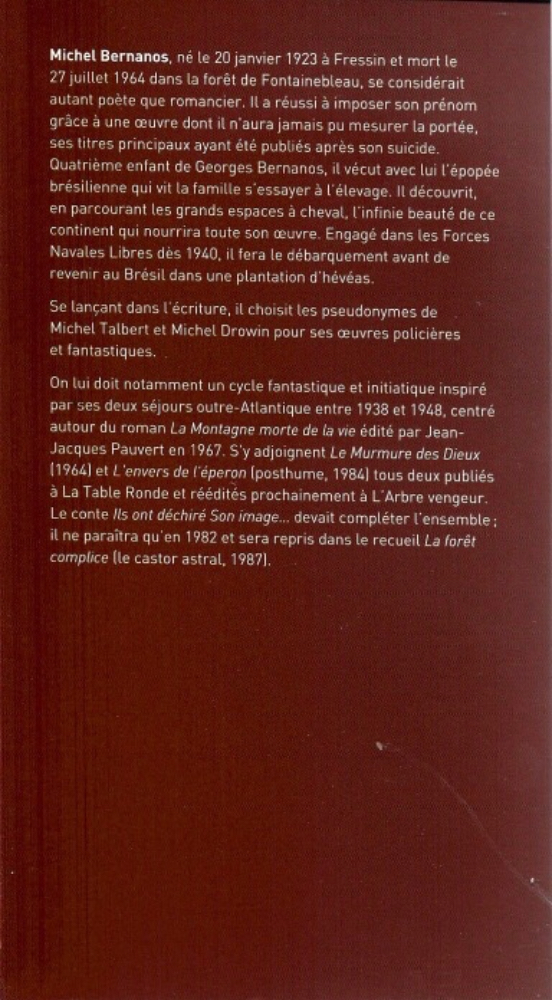 Michel Bernanos, né le 20 janvier 1923 à Fressin et mort le
27 juillet 1964 dans la forêt de Fontainebleau, se considérait
autant poète que romancier. Il a réussi à imposer son prénom
grâce à une œuvre dont il n'aura jamais pu mesurer la portée,
ses titres principaux ayant été publiés après son suicide.
Quatrième enfant de Georges Bernanos, il vécut avec lui l'épopée
brésilienne qui vit la famille s'essayer à l'élevage. Il découvrit,
en parcourant les grands espaces à cheval, l'infinie beauté de ce
continent qui nourrira toute son œuvre. Engagé dans les Forces
Navales Libres dès 1940, il fera le débarquement avant de
revenir au Brésil dans une plantation d'hévéas.
Se lançant dans l'écriture, il choisit les pseudonymes de
Michel Talbert et Michel Drowin pour ses œuvres policières
et fantastiques.
On lui doit notamment un cycle fantastique et initiatique inspiré
par ses deux séjours outre-Atlantique entre 1938 et 1948, centré
autour du roman La Montagne morte de la vie édité par Jean-
Jacques Pauvert en 1967. S'y adjoignent Le Murmure des Dieux
(1964) et L'envers de l'éperon (posthume, 1984) tous deux publiés
à La Table Ronde et réédités prochainement à L'Arbre vengeur.
Le conte Ils ont déchiré Son image... devait compléter l'ensemble ;
il ne paraîtra qu'en 1982 et sera repris dans le recueil La forêt
complice (le castor astral, 1987).